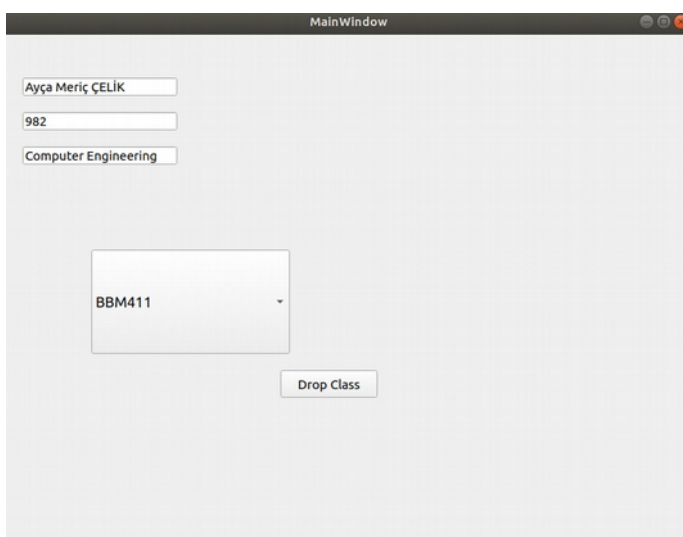 MainWindow
Ayça Meriç ÇELİK
982
Computer Engineering
BBM411
Drop Class